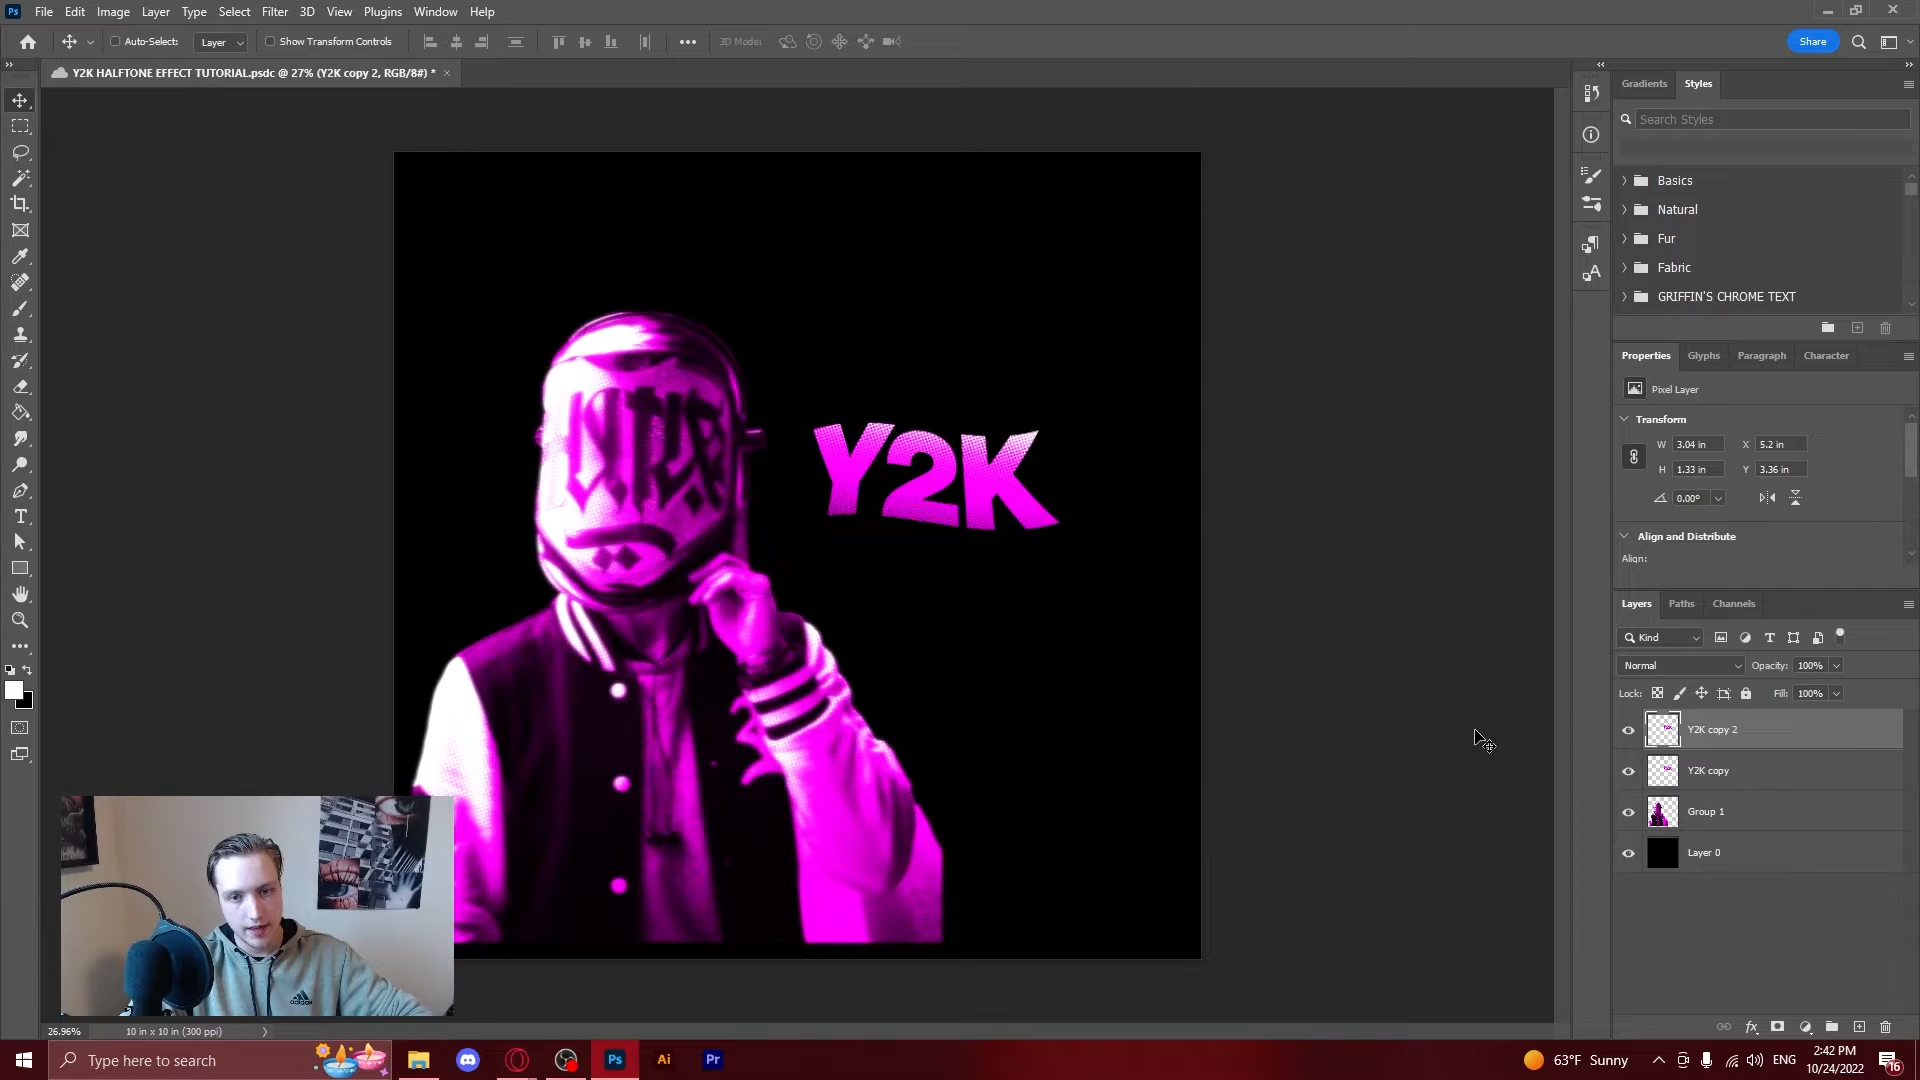 File Edit Image Layer Type Select Filter 3D View Plugins Window Help
Auto-Select: Layer Show Transform Controls 3D Mode: Share
Y2K HALFTONE EFFECT TUTORIAL.psdc @ 27% (Y2K copy 2, RGB/8#) *
Gradients Styles
Search Styles
Basics
Natural
Fur
Fabric
GRIFFIN'S CHROME TEXT
Properties Glyphs Paragraph Character
Pixel Layer
Transform
W 3.04 in X 5.2 in
H 1.33 in Y 3.36 in
0.00°
Align and Distribute
Align:
Layers Paths Channels
Kind
Normal Opacity: 100%
Lock: Fill: 100%
Y2K copy 2
Y2K copy
Group 1
Layer 0
Y2K
adidas
26.96% 10 in x 10 in (300 ppi)
Type here to search
Ps Ai Pr
63°F Sunny
ENG
2:42 PM
10/24/2022
16